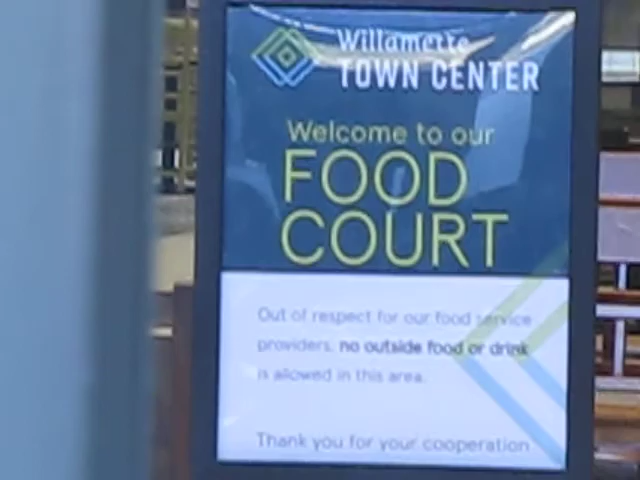 Willamette
TOWN CENTER
Welcome to our
FOOD
COURT
Out of respect for our food service
providers, no outside food or drink
is allowed in this area.
Thank you for your cooperation